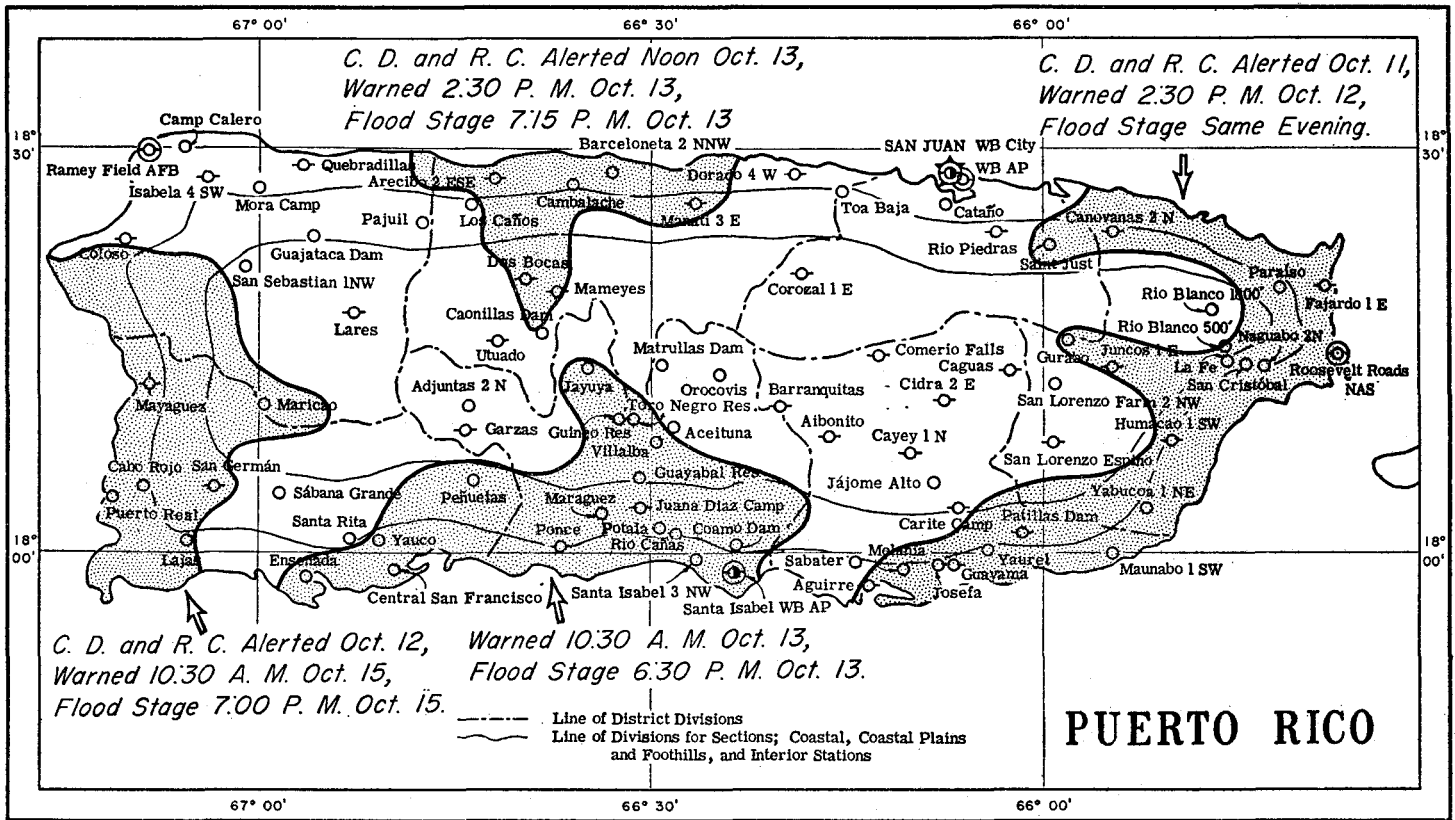 67° 00'
66° 30'
66° 00'
C. D. and R. C. Alerted Noon Oct. 13,
Warned 2:30 P. M. Oct. 13,
Flood Stage 7:15 P. M. Oct. 13
C. D. and R. C. Alerted Oct. 11,
Warned 2:30 P. M. Oct. 12,
Flood Stage Same Evening.
18°
30'
18°
30'
Camp Calero
Ramey Field AFB
Isabela 4 SW
Quebradillas
Mora Camp
Barceloneta 2 NNW
Arecibo 2 ESE
Cambalache
Los Caños
Pajuil
Manati 3 E
Dorado 4 W
SAN JUAN WB City
WB AP
Toa Baja
Cataño
Rio Piedras
Canovanas 2 N
Saint Just
Coloso
Guajataca Dam
San Sebastian 1NW
Lares
Dos Bocas
Mameyes
Caonillas Dam
Utuado
Corozal 1 E
Paraiso
Fajardo 1 E
Rio Blanco 1800'
Rio Blanco 500'
Naguabo 2N
La Fe
San Cristóbal
Roosevelt Roads
NAS
Matrullas Dam
Orocovis
Comerio Falls
Caguas
Gurabo
Juncos 1 E
Cidra 2 E
San Lorenzo Farm 2 NW
Humacao 1 SW
Mayaguez
Maricao
Adjuntas 2 N
Garzas
Jayuya
Toro Negro Res.
Guineo Res
Villalba
Aceituna
Barranquitas
Aibonito
Cayey 1 N
San Lorenzo Espino
Cabo Rojo
San Germán
Sábana Grande
Peñuelas
Guayabal Res.
Jájome Alto
Yabucoa 1 NE
Puerto Real
Santa Rita
Maraguez
Juana Diaz Camp
Carite Camp
Patillas Dam
Lajas
Yauco
Ponce
Potala
Rio Cañas
Coamo Dam
Sabater
Melania
Yaurel
Maunabo 1 SW
18°
00'
18°
00'
Ensenada
Central San Francisco
Santa Isabel 3 NW
Santa Isabel WB AP
Aguirre
Josefa
Guayama
C. D. and R. C. Alerted Oct. 12,
Warned 10:30 A. M. Oct. 15,
Flood Stage 7:00 P. M. Oct. 15.
Warned 10:30 A. M. Oct. 13,
Flood Stage 6:30 P. M. Oct. 13.
Line of District Divisions
Line of Divisions for Sections; Coastal, Coastal Plains
and Foothills, and Interior Stations
PUERTO RICO
67° 00'
66° 30'
66° 00'